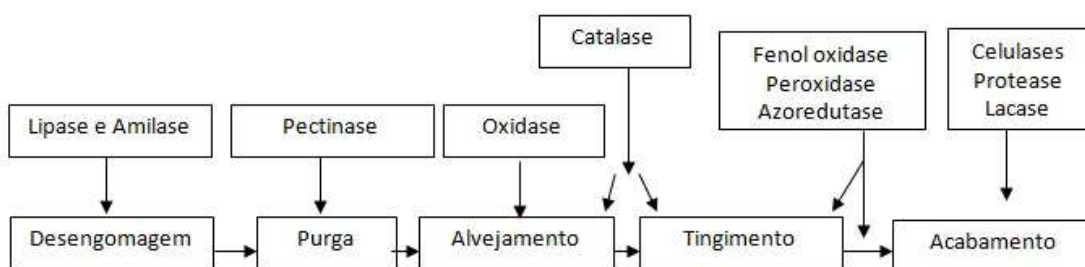 Catalase
Fenol oxidase
Peroxidase
Azoredutase
Celulases
Protease
Lacase
Lipase e Amilase
Pectinase
Oxidase
Desengomagem
Purga
Alvejamento
Tingimento
Acabamento